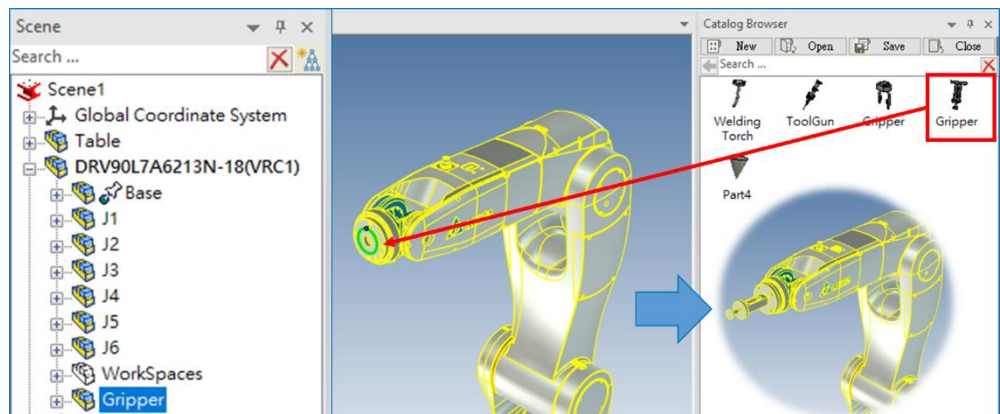 Scene
Search ...
Scene1
Global Coordinate System
Table
DRV90L7A6213N-18(VRC1)
Base
J1
J2
J3
J4
J5
J6
WorkSpaces
Gripper
Catalog Browser
New Open Save Close
Search ...
Welding
Torch
ToolGun
Gripper
Gripper
Part4